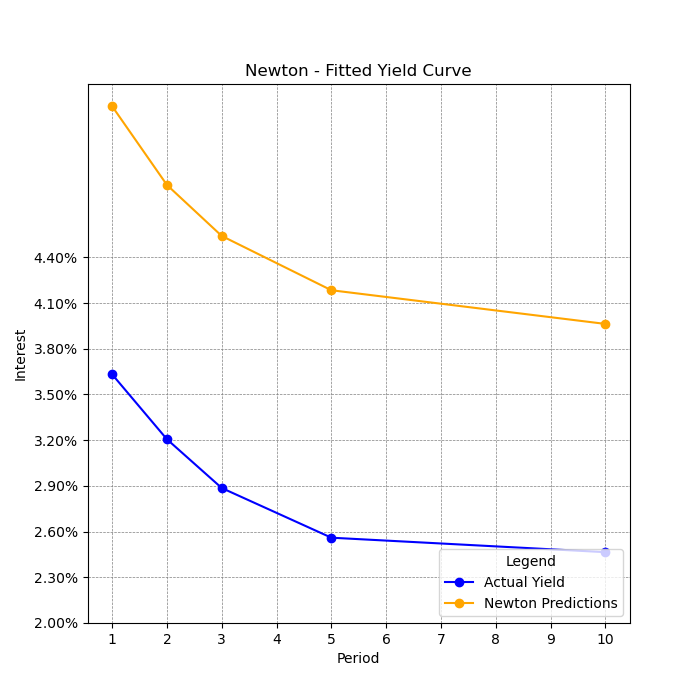 Newton - Fitted Yield Curve
Interest
4.40%
4.10%
3.80%
3.50%
3.20%
2.90%
2.60%
2.30%
2.00%
Legend
Actual Yield
Newton Predictions
1 2 3 4 5 6 7 8 9 10
Period